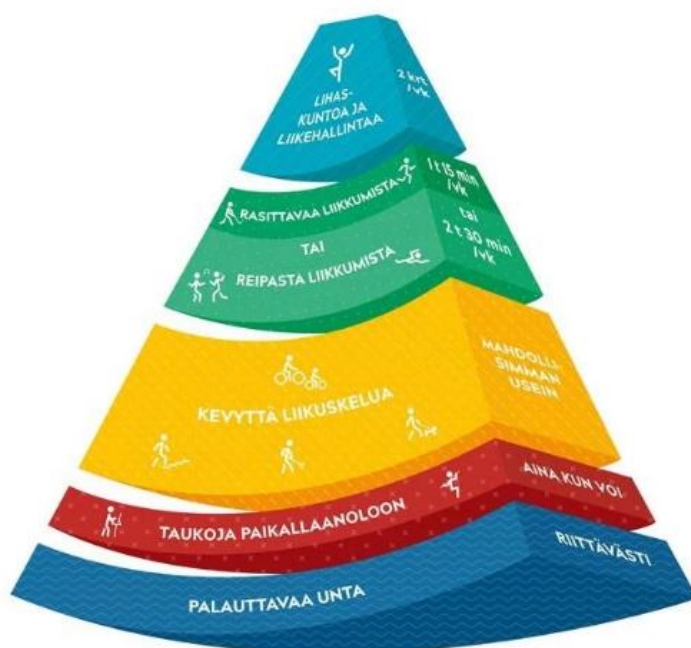 LIHAS-
KUNTOA JA
LIIKEHALLINTAA
2 krt
/vk
RASITTAVAA LIIKKUMISTA
1 t 15 min
/vk
TAI
REIPASTA LIIKKUMISTA
tai
2 t 30 min
/vk
KEVYTTÄ LIIKUSKELUA
MAHDOLLI-
SIMMAN
USEIN
TAUKOJA PAIKALLAANOLOON
AINA KUN VOI
PALAUTTAVAA UNTA
RIITTÄVÄSTI